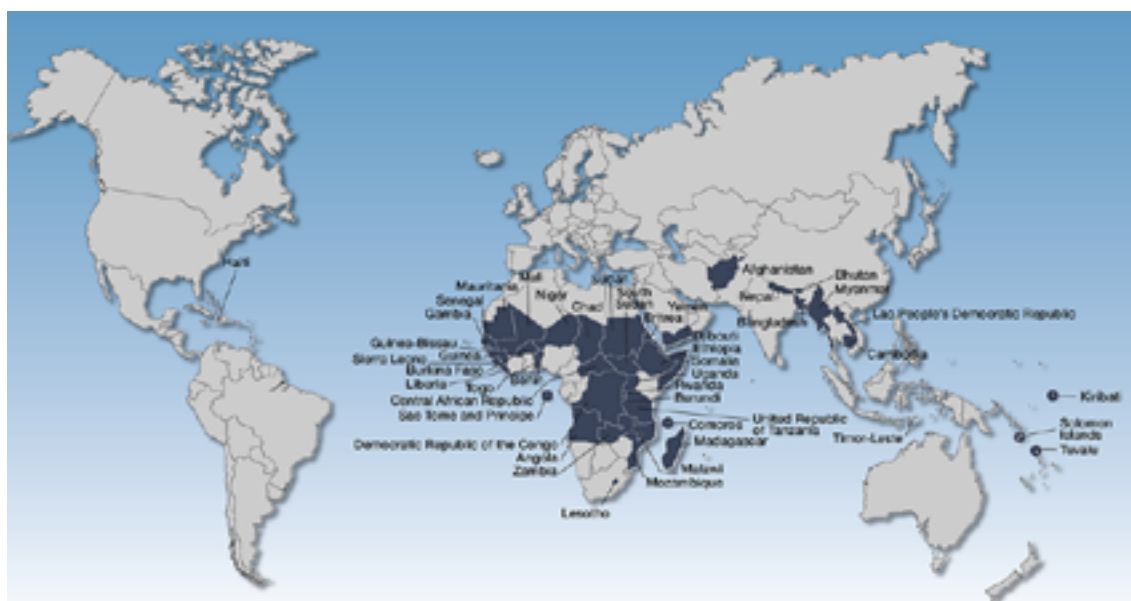 Haiti
Mali
Sudan
Mauritania
Niger
South
Sudan
Senegal
Chad
Yemen
Gambia
Eritrea
Afghanistan
Bhutan
Nepal
Myanmar
Bangladesh
Lao People's Democratic Republic
Cambodia
Guinea-Bissau
Guinea
Sierra Leone
Burkina Faso
Liberia
Togo
Benin
Central African Republic
Sao Tome and Principe
Djibouti
Ethiopia
Somalia
Uganda
Rwanda
Burundi
United Republic
of Tanzania
Comoros
Madagascar
Democratic Republic of the Congo
Angola
Zambia
Malawi
Mozambique
Lesotho
Timor-Leste
Kiribati
Solomon
Islands
Tuvalu